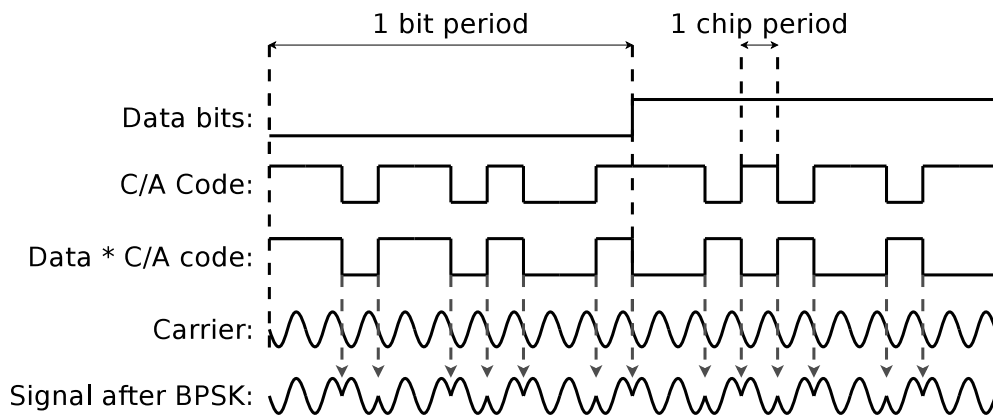 1 bit period
1 chip period
Data bits:
C/A Code:
Data * C/A code:
Carrier:
Signal after BPSK: